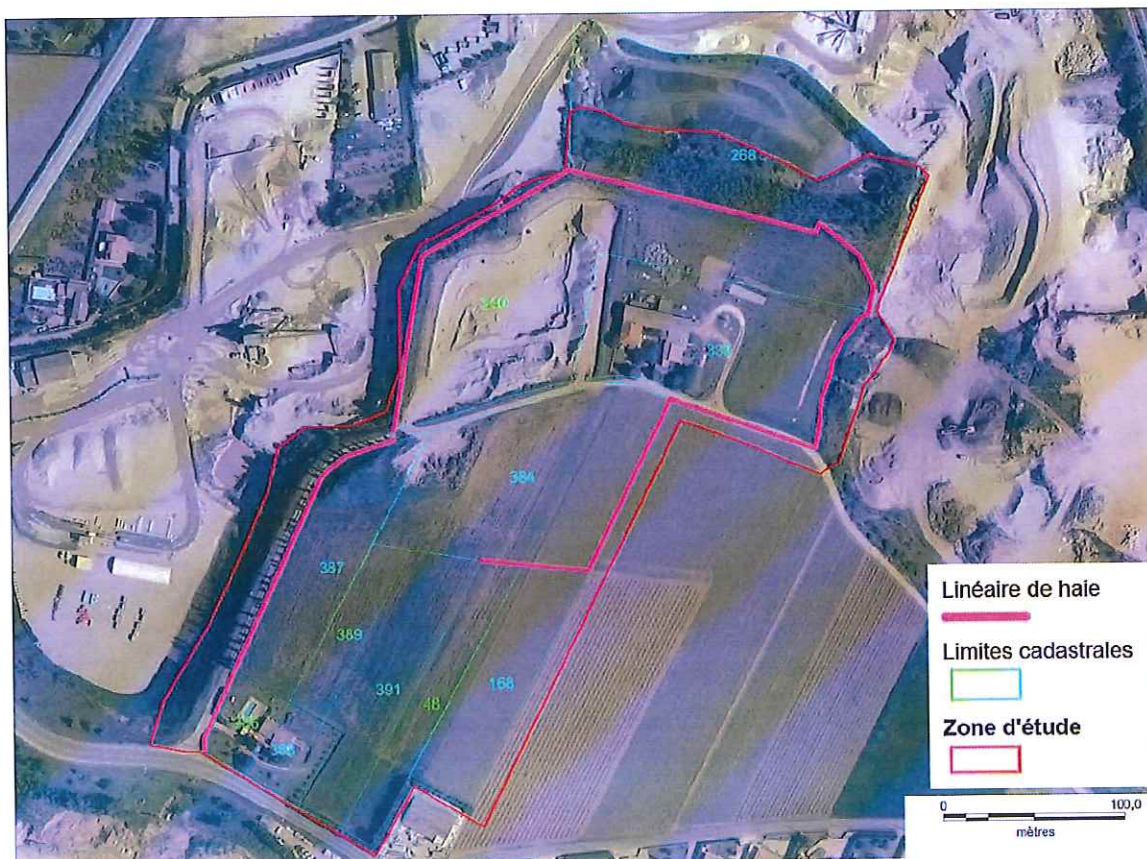 268
340
384
387
389
391
48
168
Linéaire de haie
Limites cadastrales
Zone d'étude
0
100,0
mètres